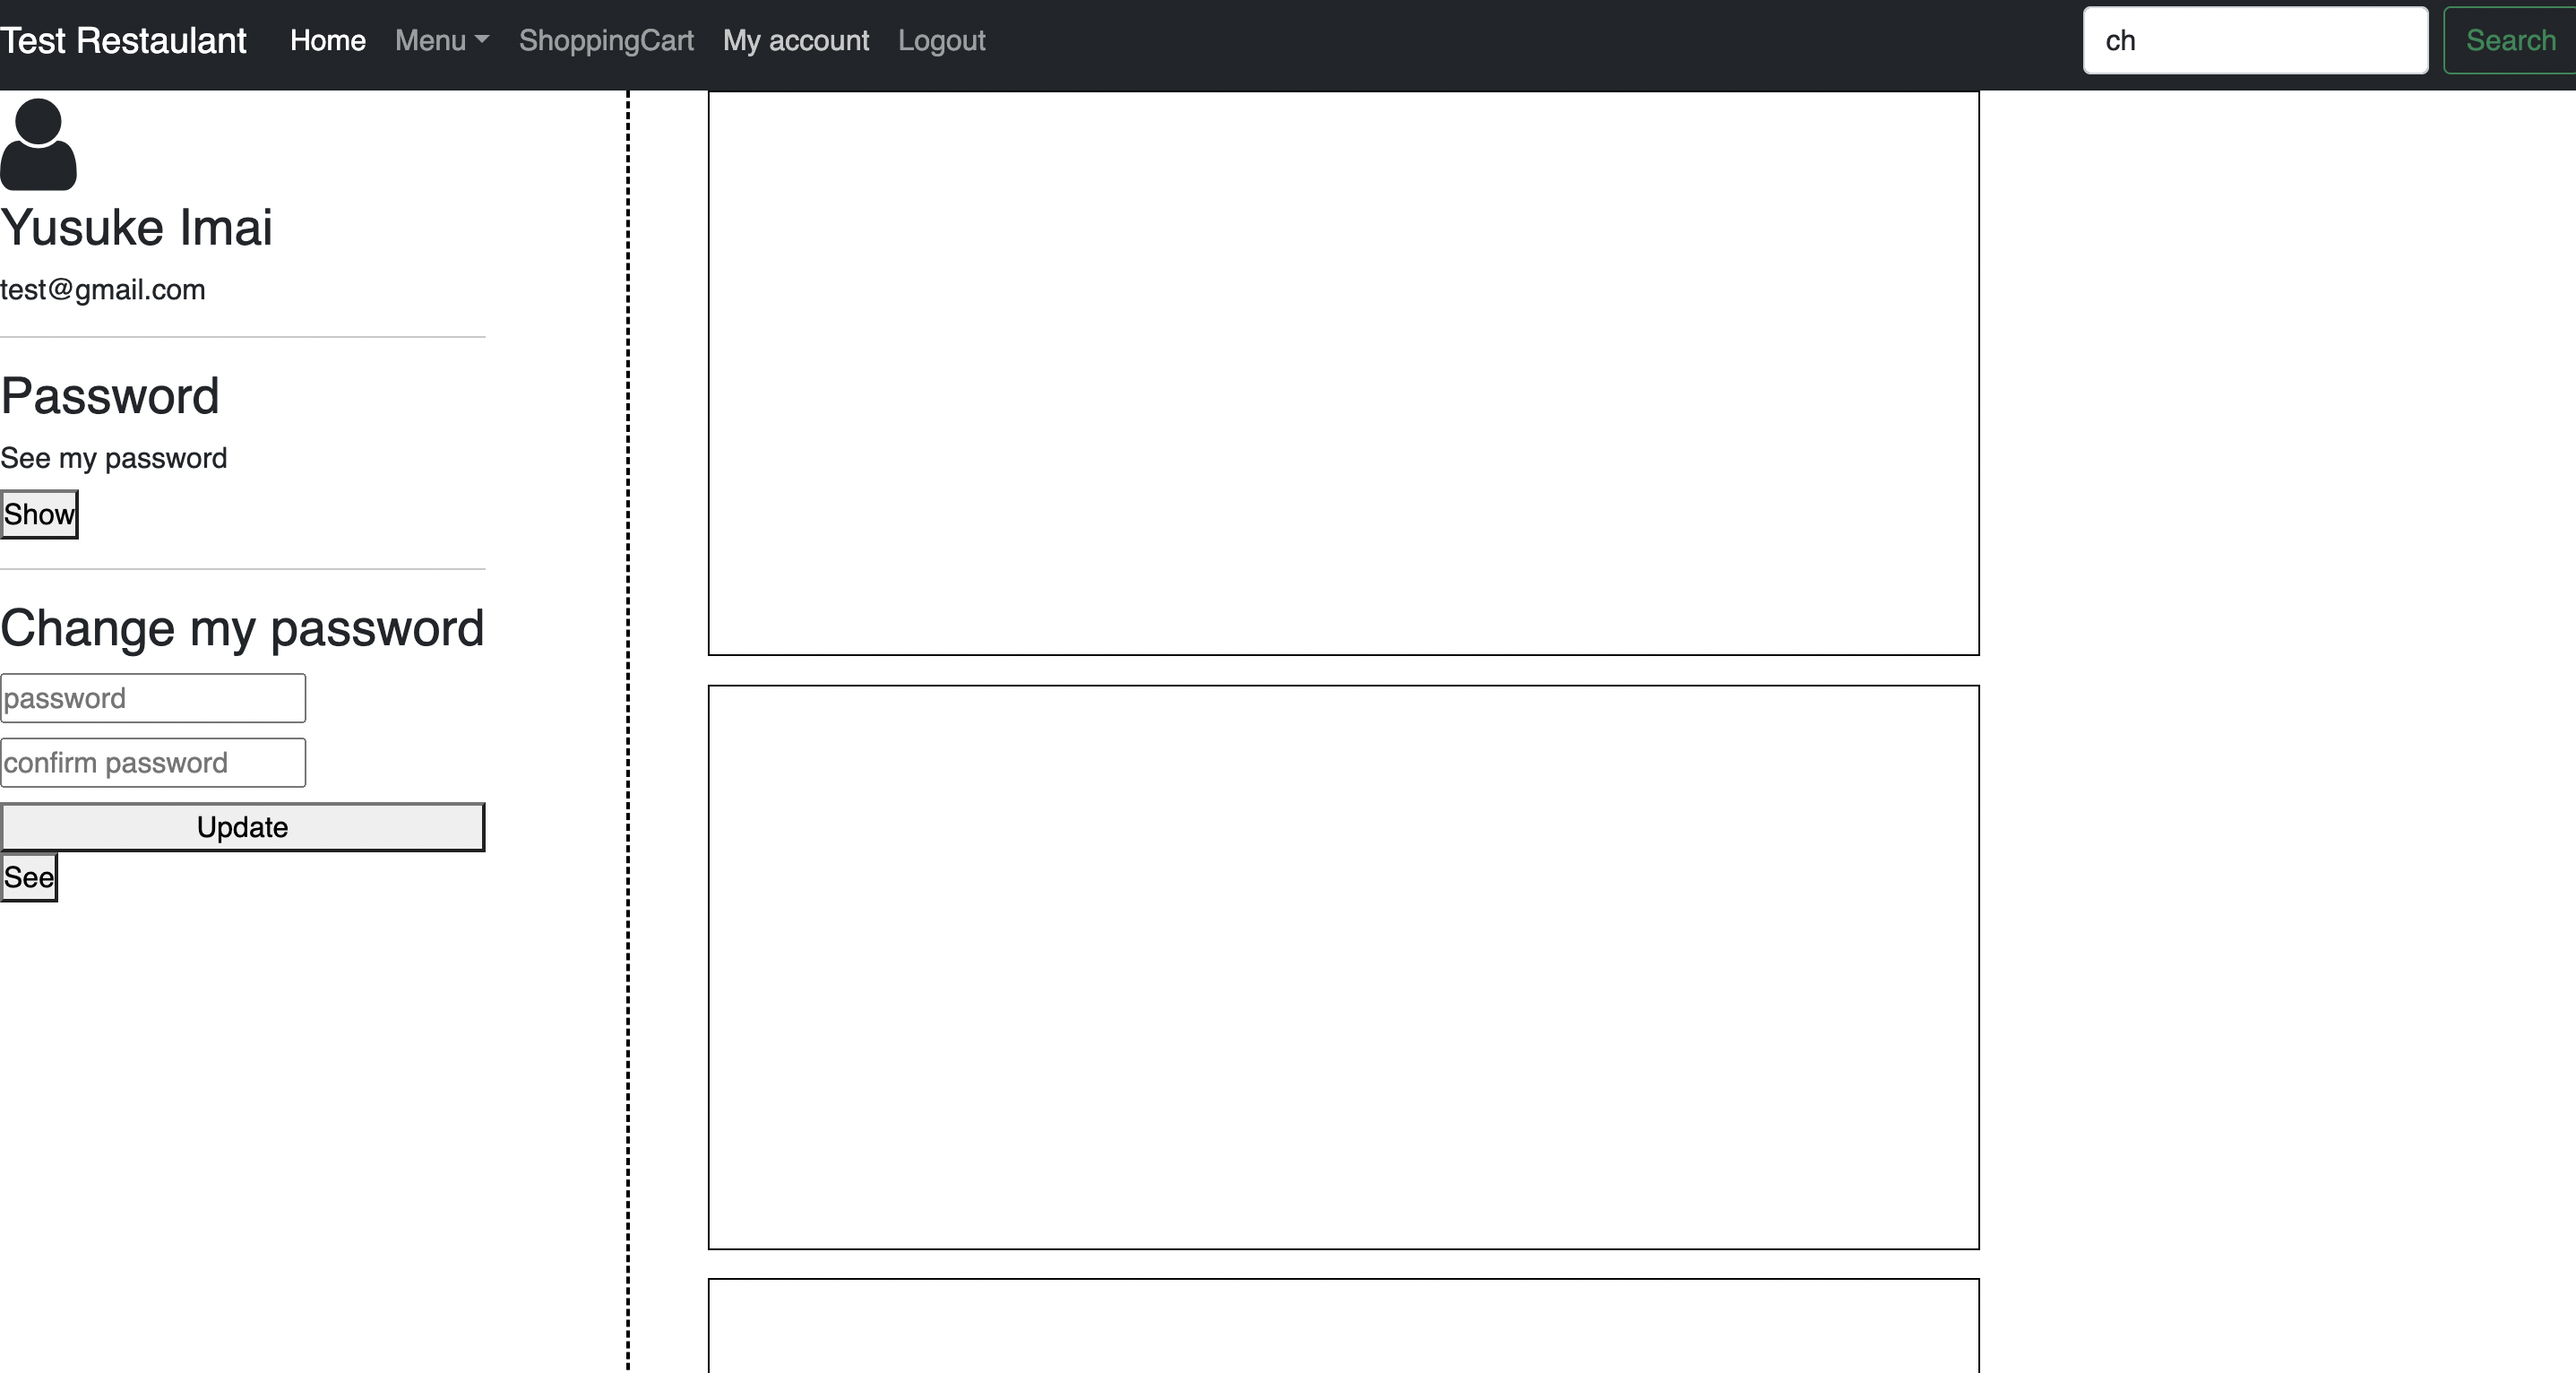 Test Restaulant Home Menu ShoppingCart My account Logout ch Search
Yusuke Imai
test@gmail.com
Password
See my password
Show
Change my password
password
confirm password
Update
See